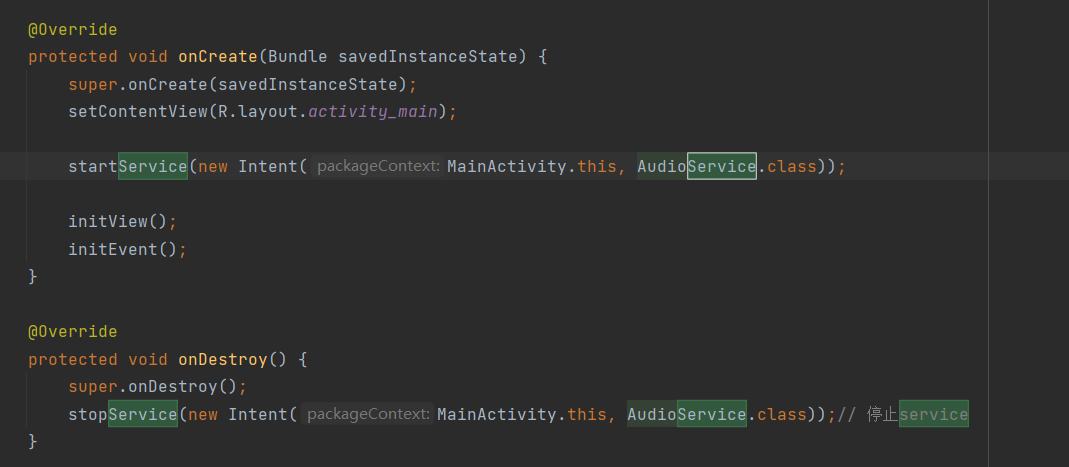 @Override
protected void onCreate(Bundle savedInstanceState) {
super.onCreate(savedInstanceState);
setContentView(R.layout.activity_main);
startService(new Intent( packageContext: MainActivity.this, AudioService.class));
initView();
initEvent();
}
@Override
protected void onDestroy() {
super.onDestroy();
stopService(new Intent( packageContext: MainActivity.this, AudioService.class));// 停止service
}